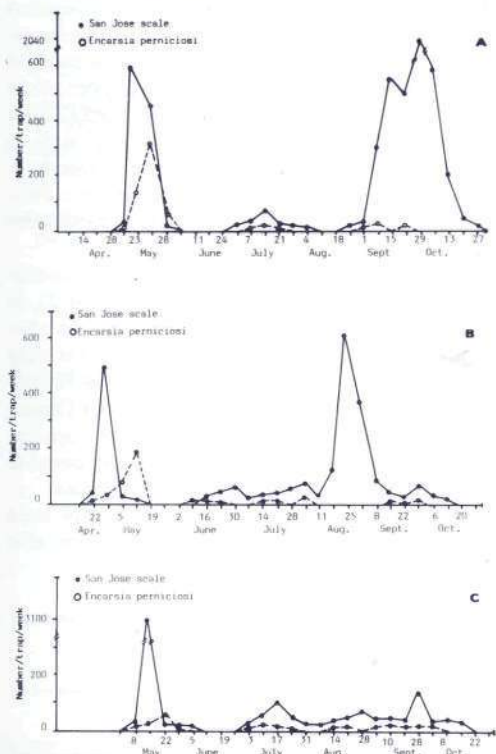 San Jose scale
Encarsia perniciosi
A
Number/trap/week
2040
600
400
200
0
14 28 23 28 11 24 7 21 4 18 1 15 29 13 27
Apr. May June July Aug. Sept Oct.
San Jose scale
Encarsia perniciosi
B
Number/trap/week
600
400
200
0
22 5 19 2 16 30 14 28 11 25 8 22 6 20
Apr. May June July Aug. Sept. Oct.
San Jose scale
Encarsia perniciosi
C
Number/trap/week
1100
200
0
8 22 5 19 3 17 31 14 28 10 28 8 22
May June July Aug Sept. Oct